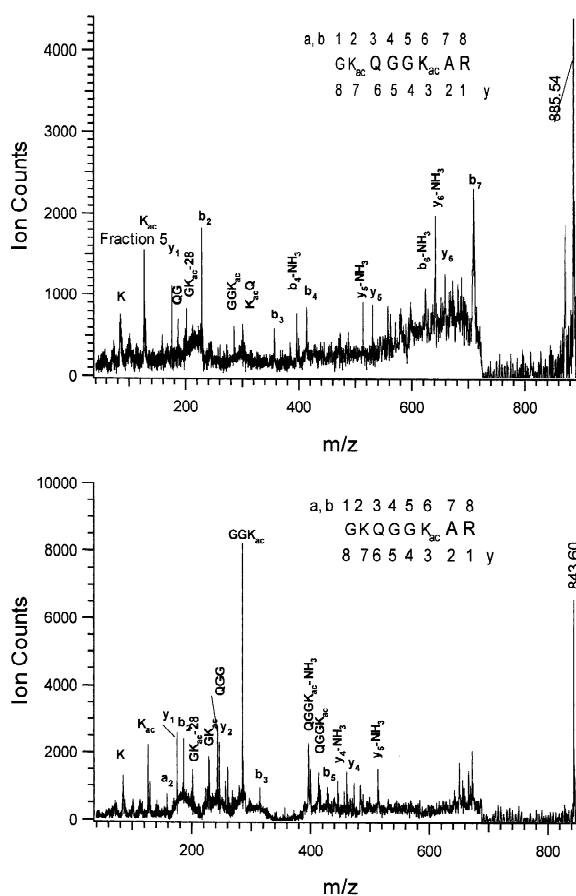 4000
3000
2000
1000
0
Ion Counts
a, b 1 2 3 4 5 6 7 8
GKac Q G G Kac A R
8 7 6 5 4 3 2 1 y
885.54
K
Kac
Fraction 5
y1
QG
GKac-28
b2
GGKac
KacQ
b3
b4-NH3
b4
y5-NH3
y5
b6-NH3
y6-NH3
y6
b7
200 400 600 800
m/z
10000
8000
6000
4000
2000
0
Ion Counts
a, b 1 2 3 4 5 6 7 8
G K Q G G Kac A R
8 7 6 5 4 3 2 1 y
843.60
K
Kac
a2
y1
b2
GKac-28
GKac
QGG
y2
GGKac
b3
QGGKac-NH3
QGGKac
b5
y4-NH3
y4
y5-NH3
200 400 600 800
m/z